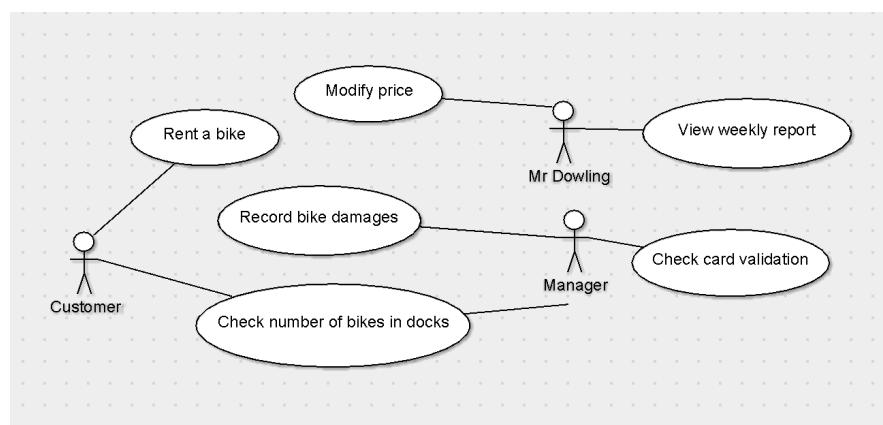 Modify price
Rent a bike
View weekly report
Mr Dowling
Record bike damages
Check card validation
Manager
Customer
Check number of bikes in docks